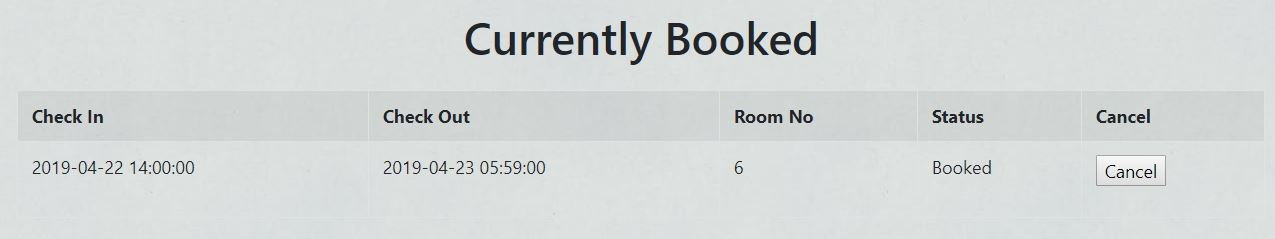 Currently Booked
Check In Check Out Room No Status Cancel
2019-04-22 14:00:00 2019-04-23 05:59:00 6 Booked Cancel